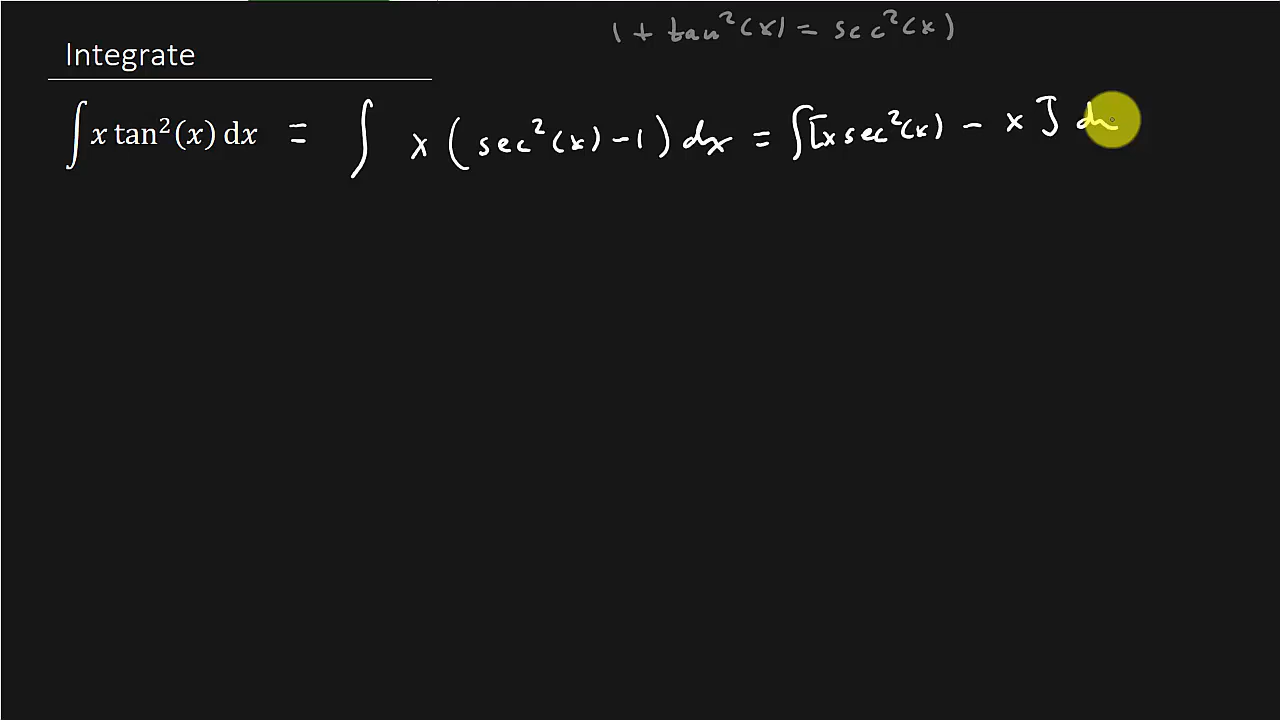 1 + tan²(x) = sec²(x)
Integrate
∫ x tan²(x) dx = ∫ x (sec²(x) - 1) dx = ∫ [x sec²(x) - x] dx